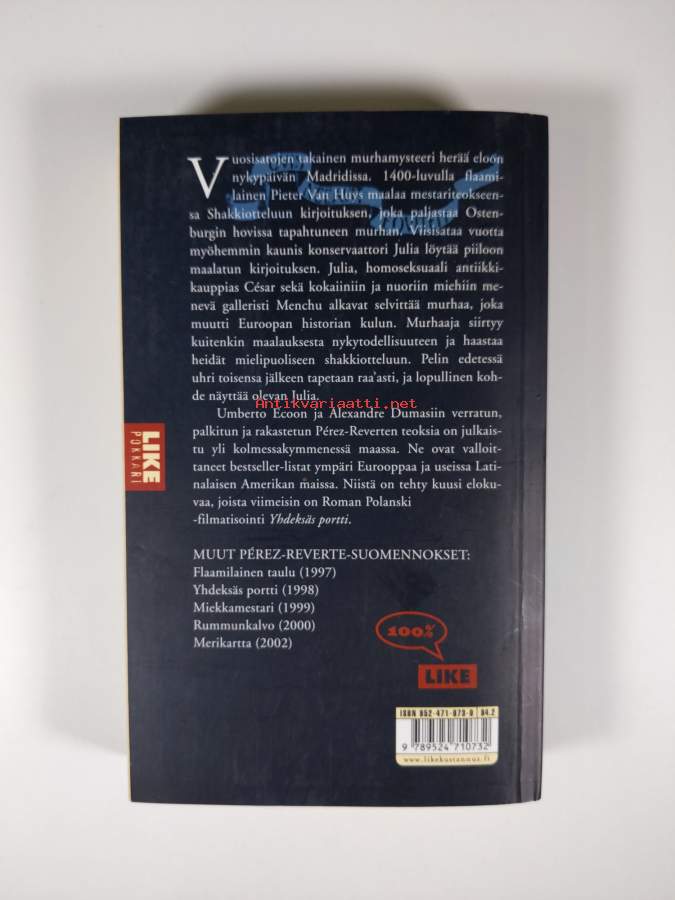 Vuosisatojen takainen murhamysteeri herää eloon
nykypäivän Madridissa. 1400-luvulla flaami-
lainen Pieter Van Huys maalaa mestariteokseen-
sa Shakkiotteluun kirjoituksen, joka paljastaa Osten-
burgin hovissa tapahtuneen murhan. Viisisataa vuotta
myöhemmin kaunis konservaattori Julia löytää piiloon
maalatun kirjoituksen. Julia, homoseksuaali antiikki-
kauppias César sekä kokaiiniin ja nuoriin miehiin me-
nevä galleristi Menchu alkavat selvittää murhaa, joka
muutti Euroopan historian kulun. Murhaaja siirtyy
kuitenkin maalauksesta nykytodellisuuteen ja haastaa
heidät mielipuoliseen shakkiotteluun. Pelin edetessä
uhri toisensa jälkeen tapetaan raa'asti, ja lopullinen koh-
de näyttää olevan Julia.
Antikvariaatti.net
Umberto Ecoon ja Alexandre Dumasiin verratun,
palkitun ja rakastetun Pérez-Reverten teoksia on julkais-
tu yli kolmessakymmenessä maassa. Ne ovat valloit-
taneet bestseller-listat ympäri Eurooppaa ja useissa Lati-
nalaisen Amerikan maissa. Niistä on tehty kuusi eloku-
vaa, joista viimeisin on Roman Polanski
-filmatisointi Yhdeksäs portti.
LIKE
POKKARI
MUUT PÉREZ-REVERTE-SUOMENNOKSET:
Flaamilainen taulu (1997)
Yhdeksäs portti (1998)
Miekkamestari (1999)
Rummunkalvo (2000)
Merikartta (2002)
100%
LIKE
ISBN 952-471-073-9 84.2
9 789524 710732
www.likekustannus.fi